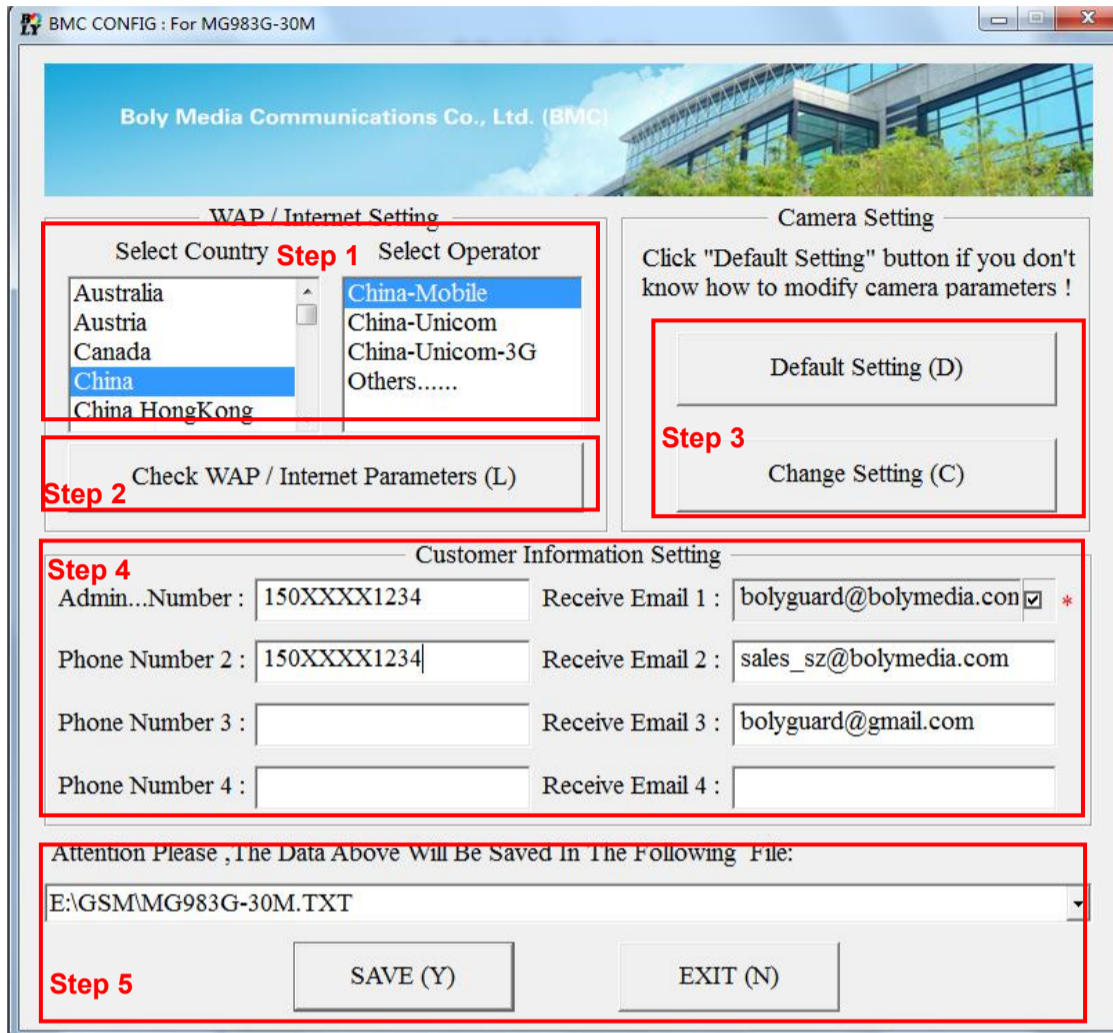 BLY BMC CONFIG : For MG983G-30M
Boly Media Communications Co., Ltd. (BMC)
WAP / Internet Setting
Select Country
Step 1
Select Operator
Australia
Austria
Canada
China
China HongKong
China-Mobile
China-Unicom
China-Unicom-3G
Others......
Check WAP / Internet Parameters (L)
Step 2
Camera Setting
Click "Default Setting" button if you don't
know how to modify camera parameters !
Default Setting (D)
Step 3
Change Setting (C)
Customer Information Setting
Step 4
Admin...Number : 150XXXX1234 Receive Email 1 : bolyguard@bolymedia.con *
Phone Number 2 : 150XXXX1234 Receive Email 2 : sales_sz@bolymedia.com
Phone Number 3 : Receive Email 3 : bolyguard@gmail.com
Phone Number 4 : Receive Email 4 :
Attention Please ,The Data Above Will Be Saved In The Following File:
E:\GSM\MG983G-30M.TXT
Step 5
SAVE (Y) EXIT (N)